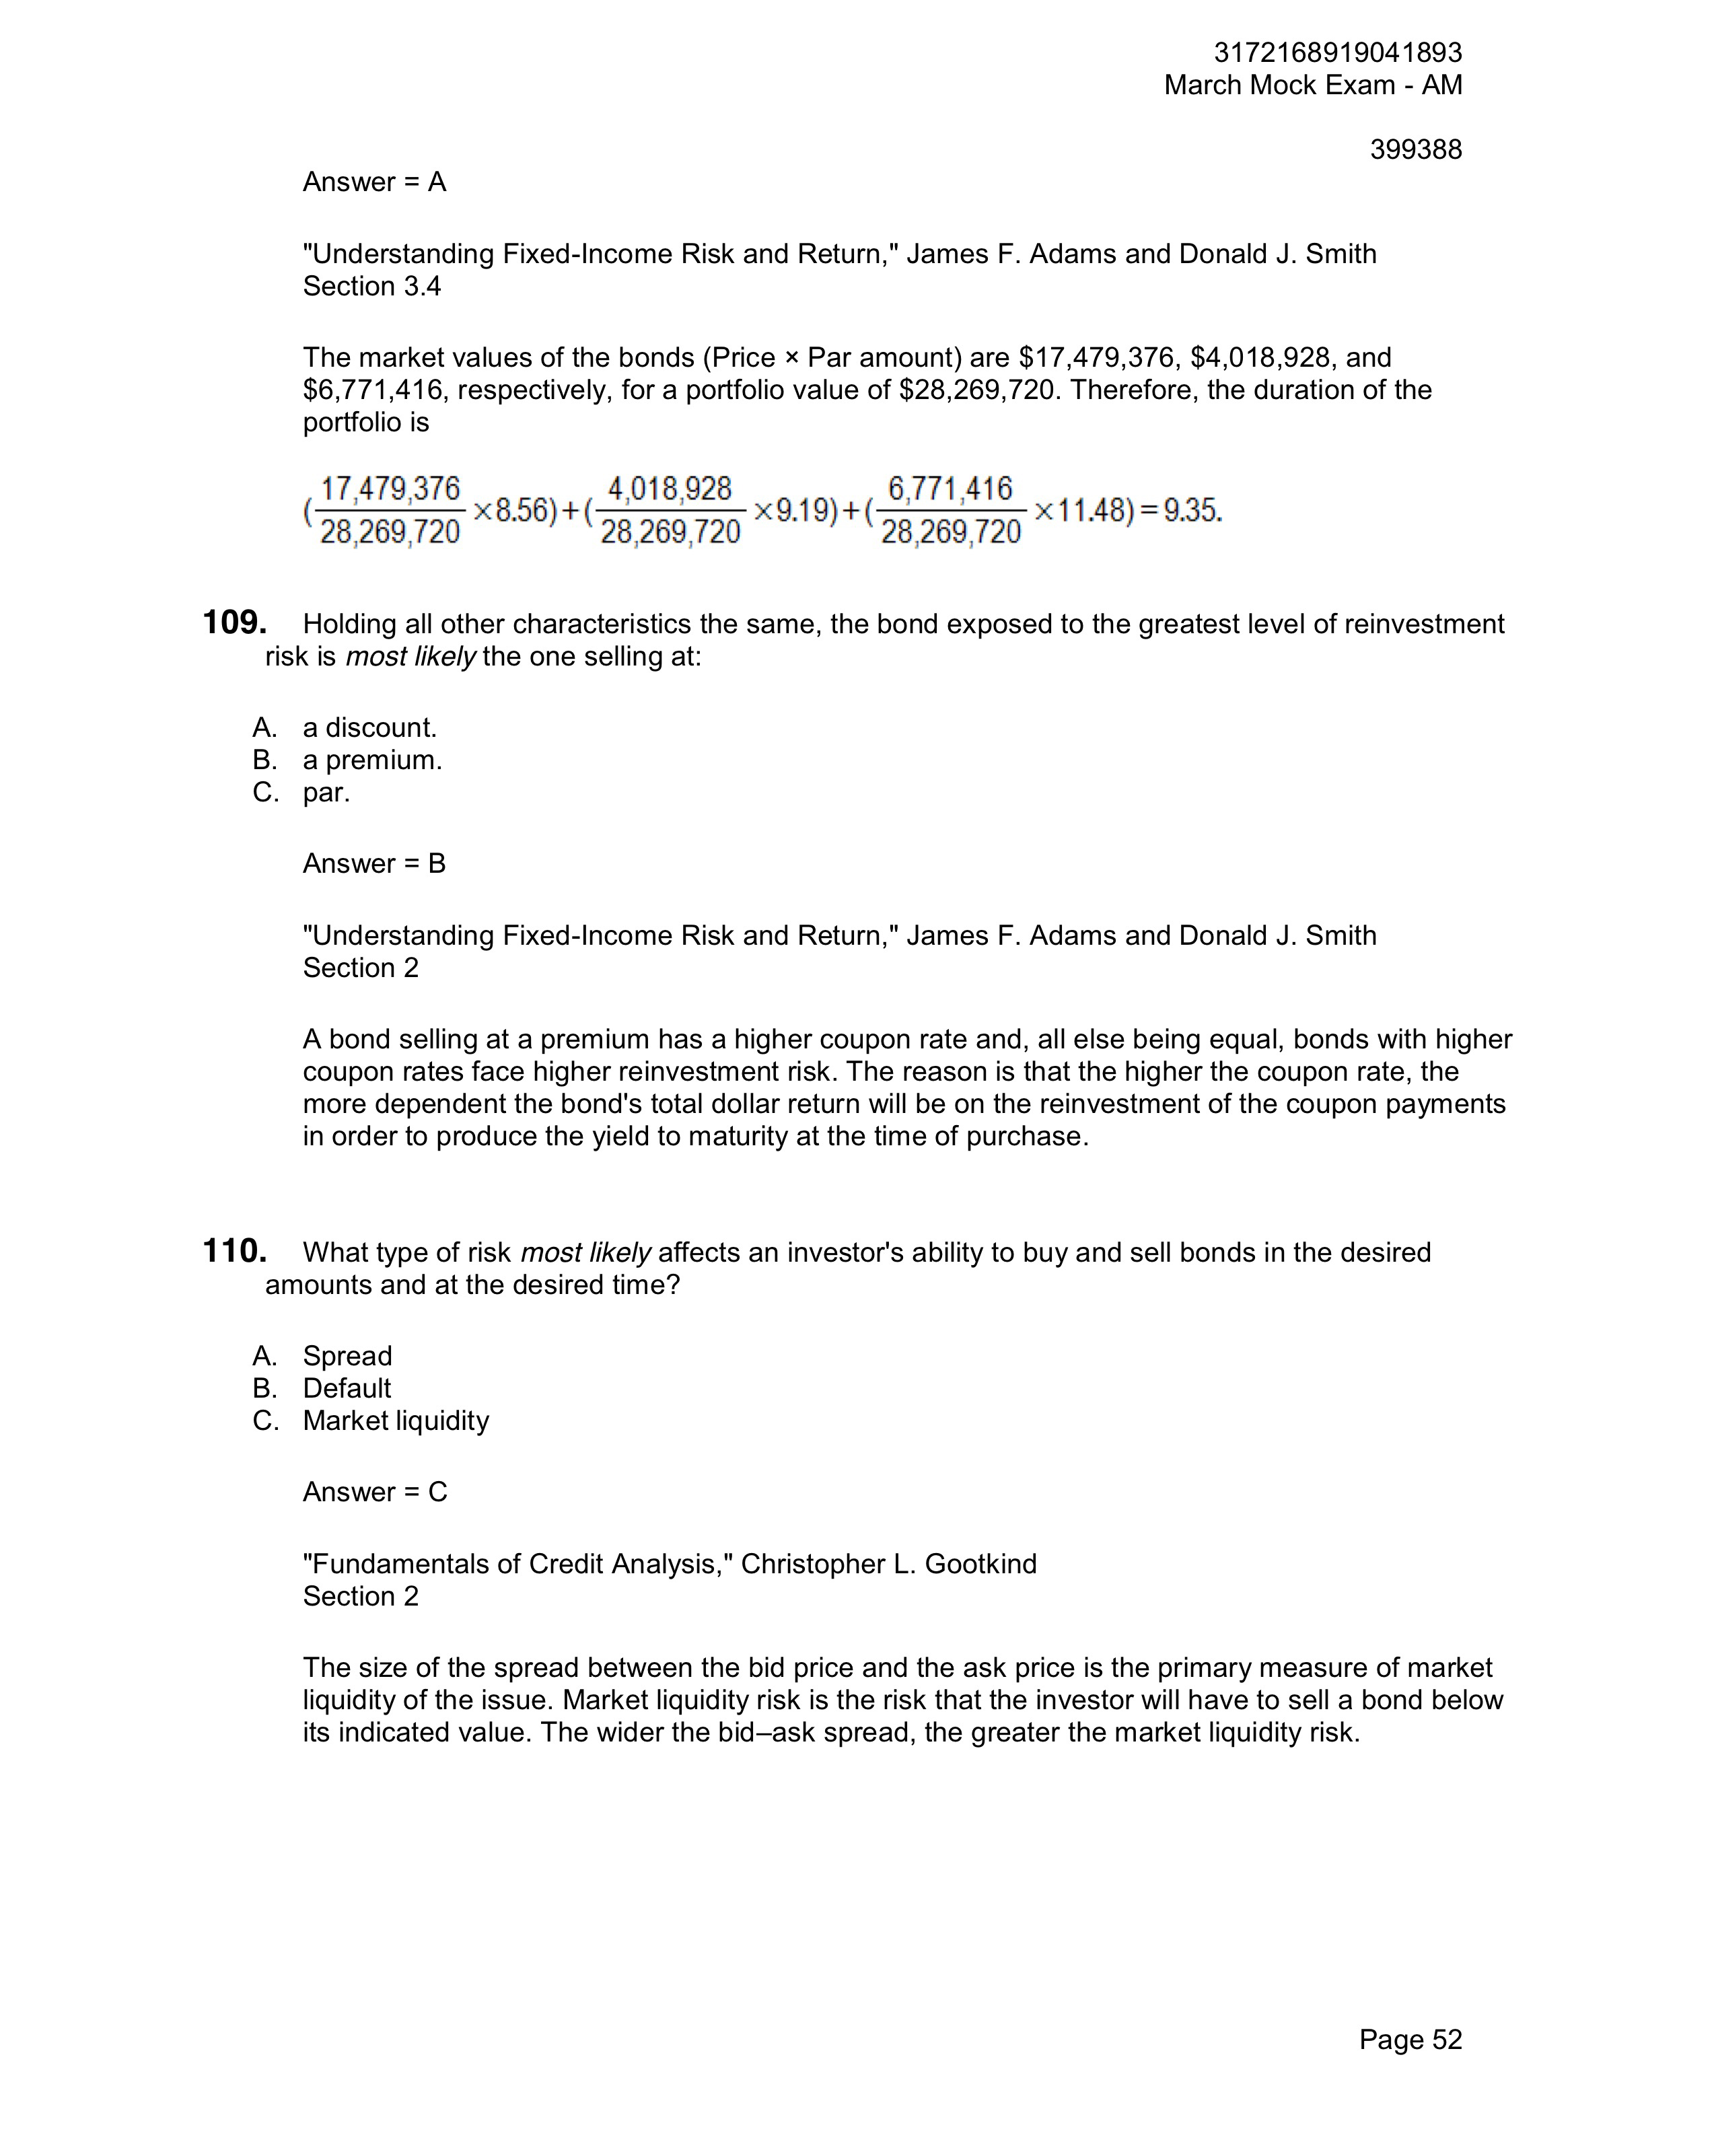 3172168919041893
March Mock Exam - AM
399388
Answer = A
"Understanding Fixed-Income Risk and Return," James F. Adams and Donald J. Smith
Section 3.4
The market values of the bonds (Price × Par amount) are $17,479,376, $4,018,928, and
$6,771,416, respectively, for a portfolio value of $28,269,720. Therefore, the duration of the
portfolio is
(17,479,376/28,269,720 ×8.56)+(4,018,928/28,269,720 ×9.19)+(6,771,416/28,269,720 ×11.48)=9.35.
109. Holding all other characteristics the same, the bond exposed to the greatest level of reinvestment
risk is most likely the one selling at:
A. a discount.
B. a premium.
C. par.
Answer = B
"Understanding Fixed-Income Risk and Return," James F. Adams and Donald J. Smith
Section 2
A bond selling at a premium has a higher coupon rate and, all else being equal, bonds with higher
coupon rates face higher reinvestment risk. The reason is that the higher the coupon rate, the
more dependent the bond's total dollar return will be on the reinvestment of the coupon payments
in order to produce the yield to maturity at the time of purchase.
110. What type of risk most likely affects an investor's ability to buy and sell bonds in the desired
amounts and at the desired time?
A. Spread
B. Default
C. Market liquidity
Answer = C
"Fundamentals of Credit Analysis," Christopher L. Gootkind
Section 2
The size of the spread between the bid price and the ask price is the primary measure of market
liquidity of the issue. Market liquidity risk is the risk that the investor will have to sell a bond below
its indicated value. The wider the bid–ask spread, the greater the market liquidity risk.
Page 52